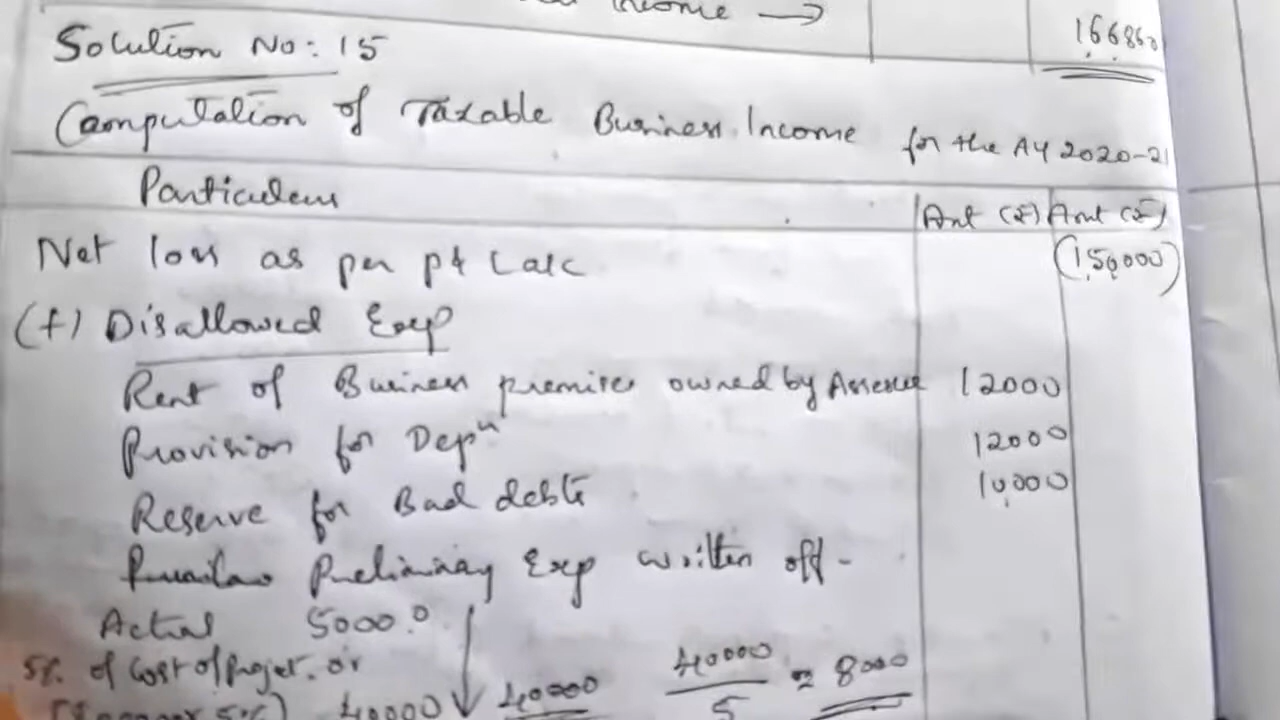 Income →
166860
Solution No: 15
Computation of Taxable Business Income for the AY 2020-21
Particulars Amt (₹) Amt (₹)
Net loss as per P& L a/c (150000)
(+) Disallowed Exp
Rent of Business premises owned by Assessee 12000
Provision for Depn 12000
Reserve for Bad debts 10,000
Preliminary Exp written off -
Actual 50000
5% of Cost of Project. or
40000 40000 40000/5 = 8000